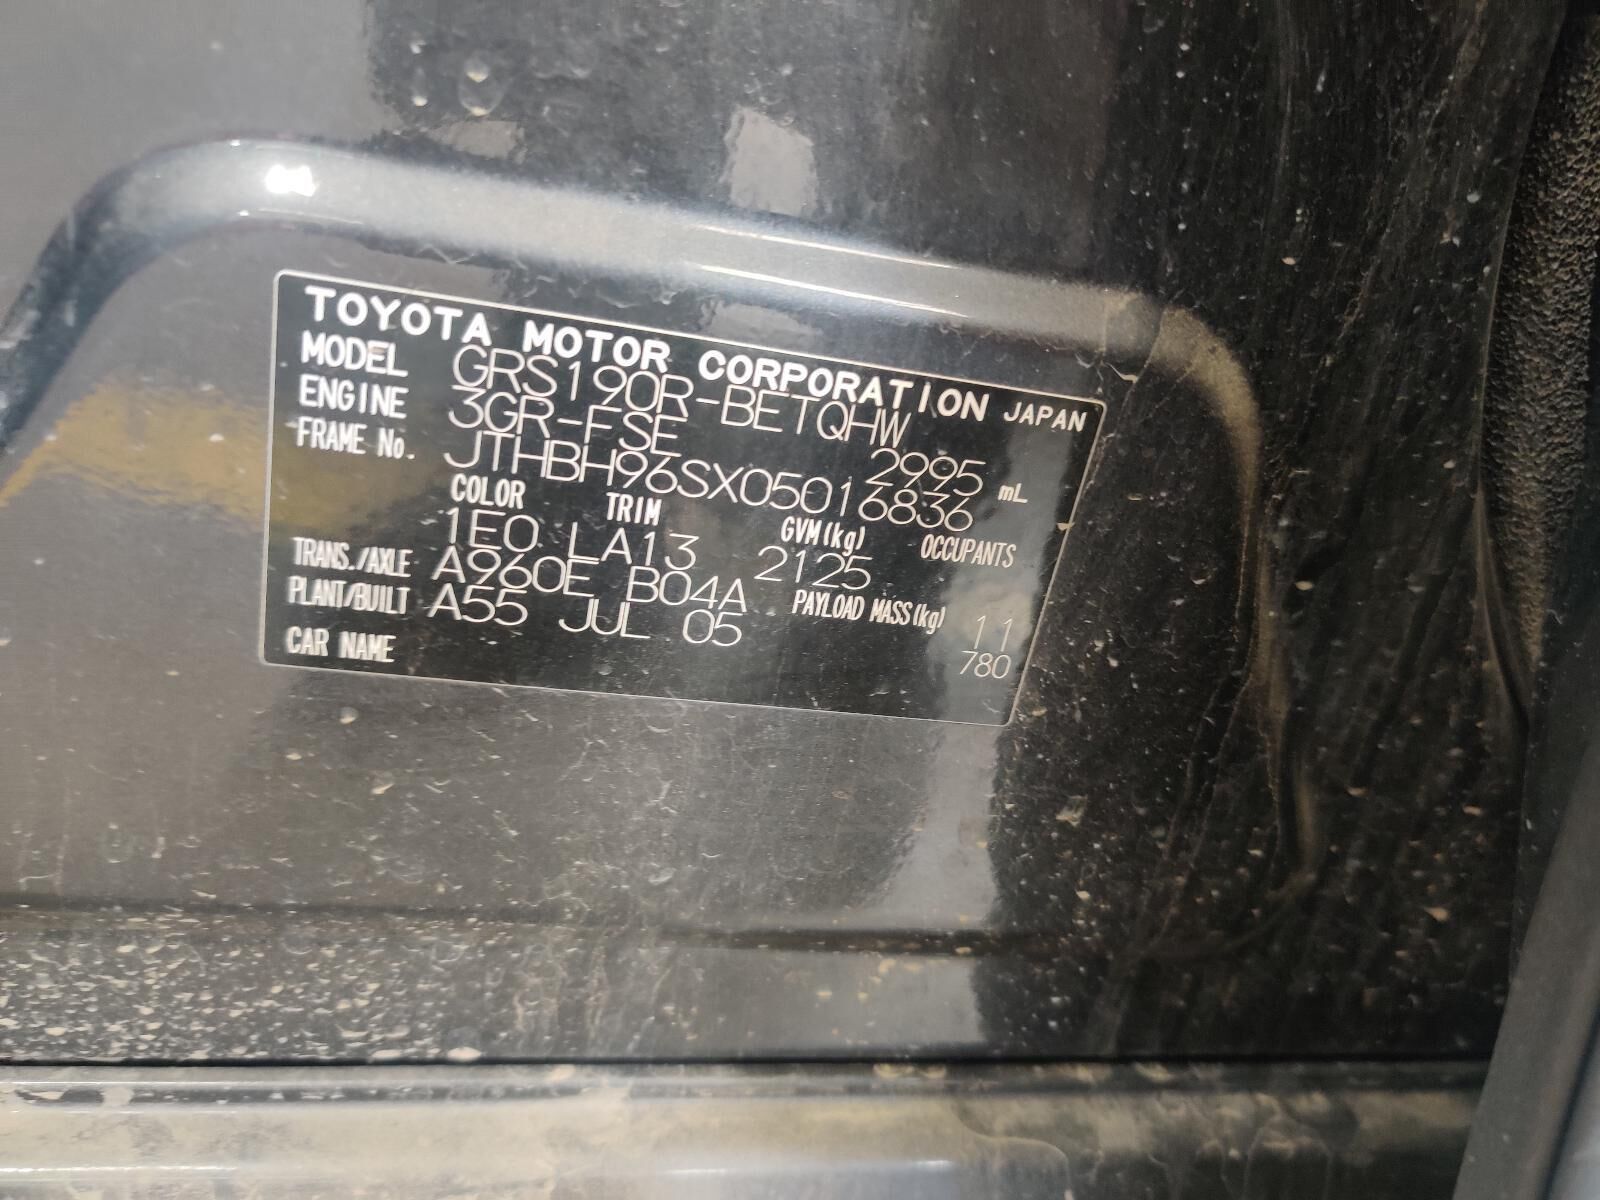 TOYOTA MOTOR CORPORATION JAPAN
MODEL GRS190R-BETQHW
ENGINE 3GR-FSE 2995 mL
FRAME No. JTHBH96SX05016836
COLOR TRIM GVM(kg) OCCUPANTS
1E0 LA13 2125
TRANS./AXLE A960E B04A PAYLOAD MASS(kg) 11
PLANT/BUILT A55 JUL 05 780
CAR NAME